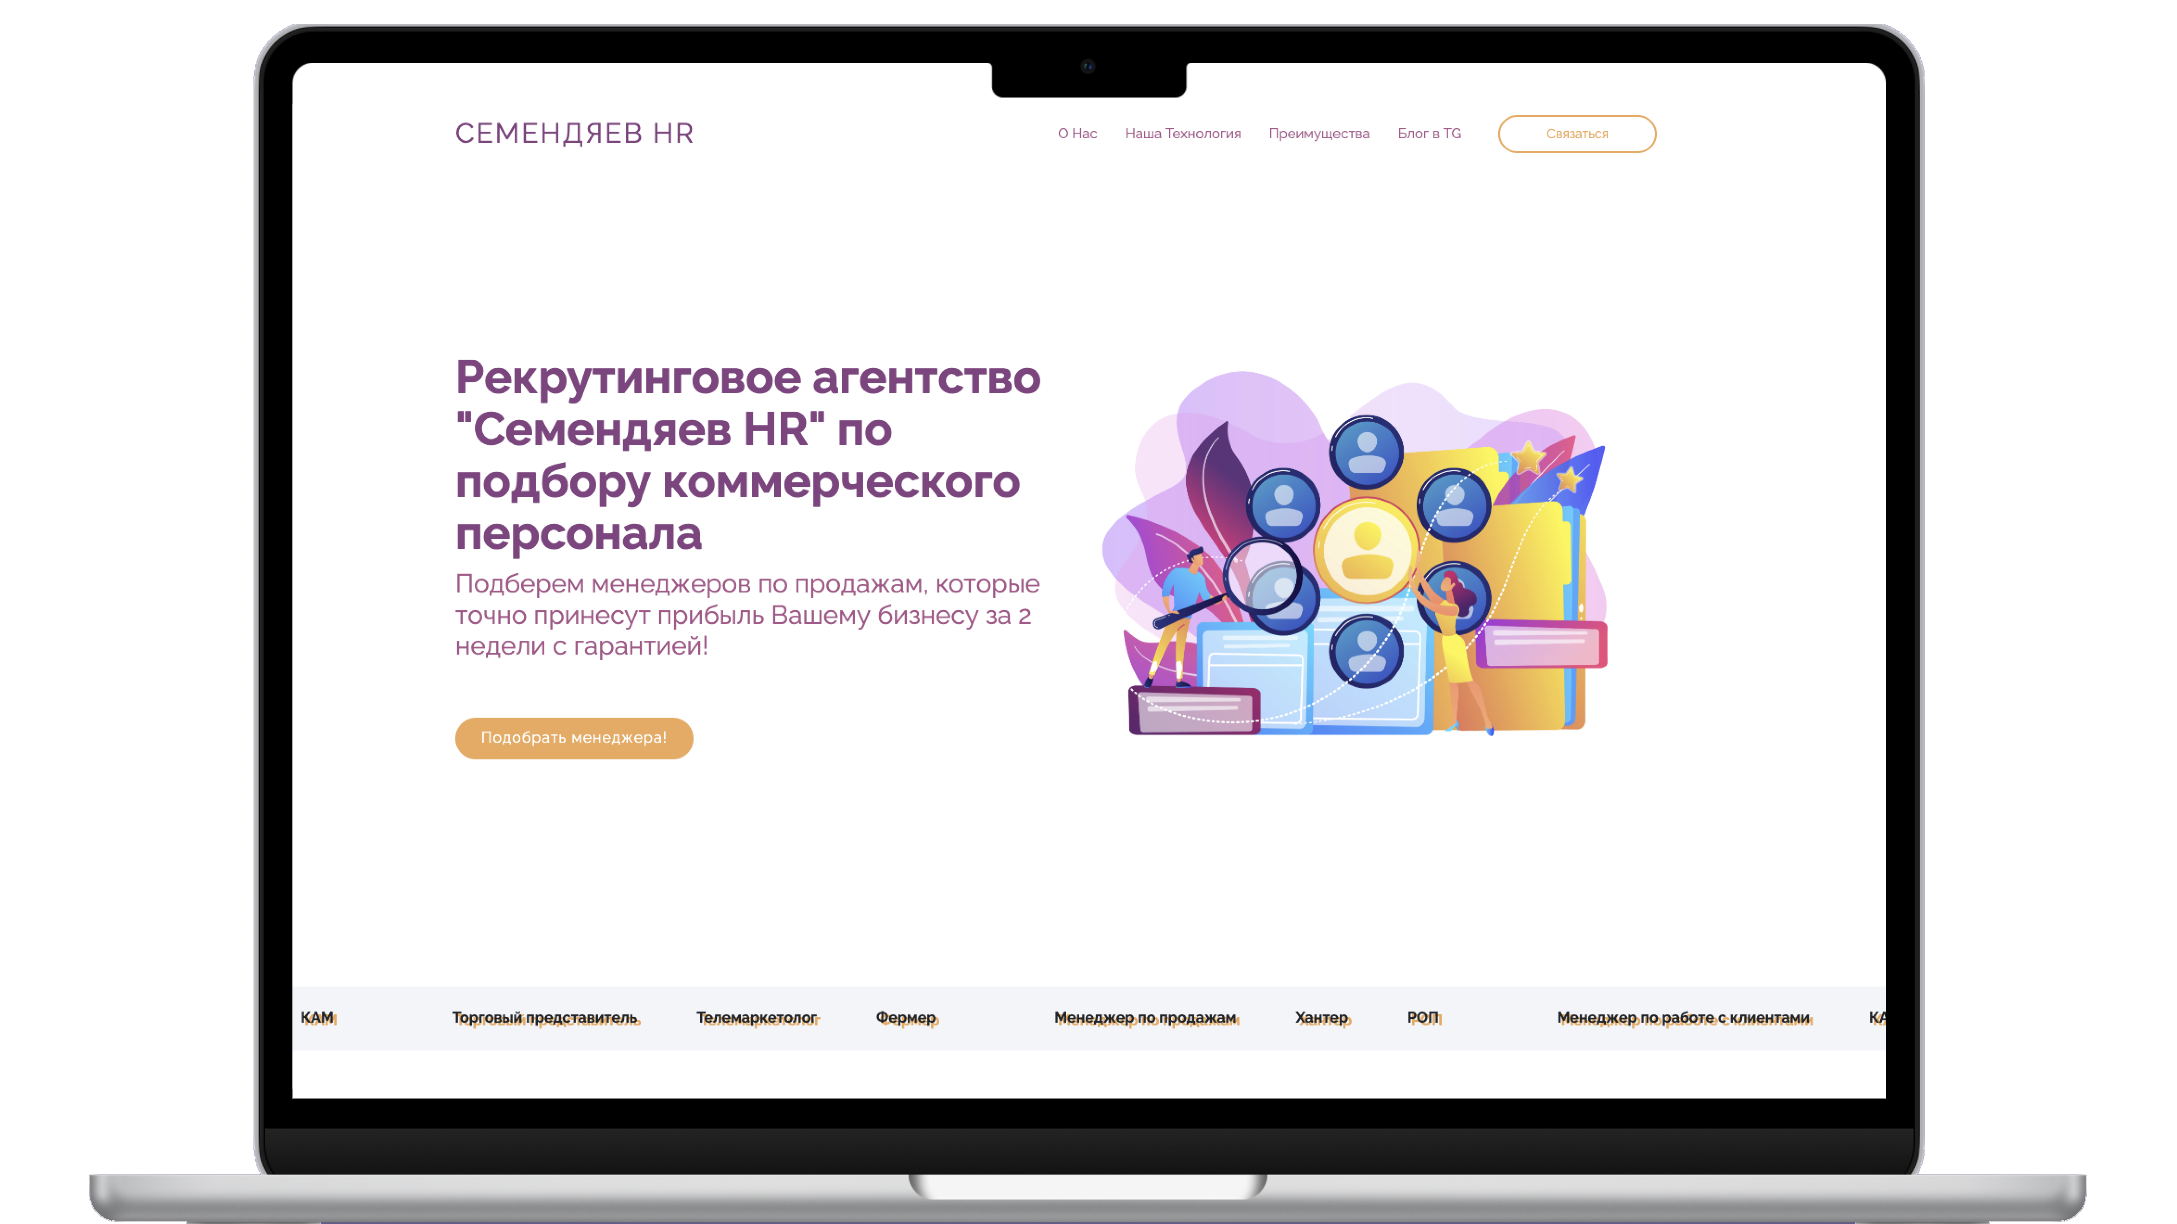 СЕМЕНДЯЕВ HR
О Нас
Наша Технология
Преимущества
Блог в TG
Связаться
Рекрутинговое агентство
"Семендяев HR" по
подбору коммерческого
персонала
Подберем менеджеров по продажам, которые
точно принесут прибыль Вашему бизнесу за 2
недели с гарантией!
Подобрать менеджера!
КАМ Торговый представитель Телемаркетолог Фермер Менеджер по продажам Хантер РОП Менеджер по работе с клиентами КА